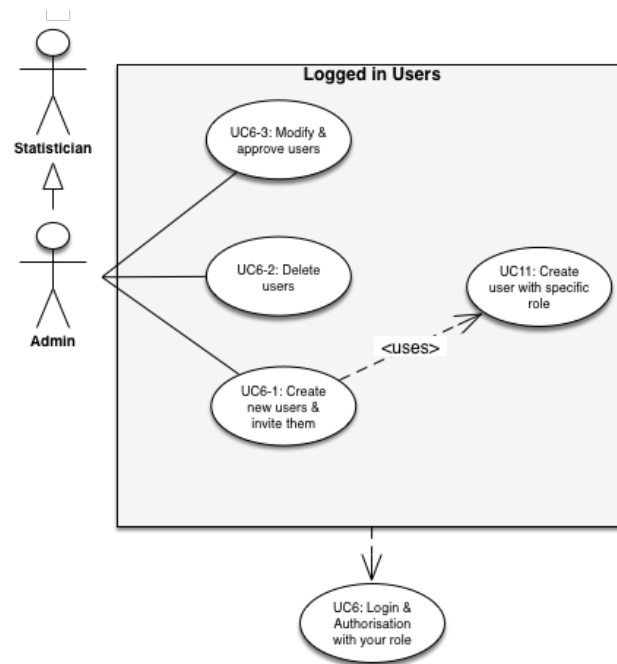 Logged in Users
UC6-3: Modify &
approve users
Statistician
UC6-2: Delete
users
UC11: Create
user with specific
role
Admin
<uses>
UC6-1: Create
new users &
invite them
UC6: Login &
Authorisation
with your role